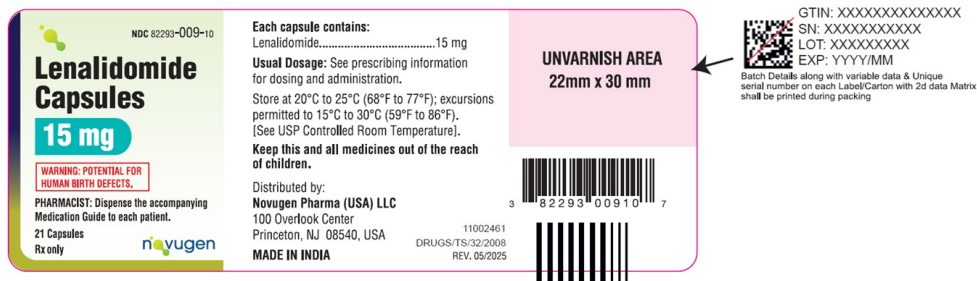 NDC 82293-009-10
Lenalidomide
Capsules
15 mg
WARNING: POTENTIAL FOR
HUMAN BIRTH DEFECTS.
PHARMACIST: Dispense the accompanying
Medication Guide to each patient.
21 Capsules
Rx only
novugen
Each capsule contains:
Lenalidomide....................................15 mg
Usual Dosage: See prescribing information
for dosing and administration.
Store at 20°C to 25°C (68°F to 77°F); excursions
permitted to 15°C to 30°C (59°F to 86°F).
[See USP Controlled Room Temperature].
Keep this and all medicines out of the reach
of children.
Distributed by:
Novugen Pharma (USA) LLC
100 Overlook Center
Princeton, NJ 08540, USA
MADE IN INDIA
11002461
DRUGS/TS/32/2008
REV. 05/2025
UNVARNISH AREA
22mm x 30 mm
3 82293 00910 7
GTIN: XXXXXXXXXXXXXX
SN: XXXXXXXXXXX
LOT: XXXXXXXXX
EXP: YYYY/MM
Batch Details along with variable data & Unique
serial number on each Label/Carton with 2d data Matrix
shall be printed during packing